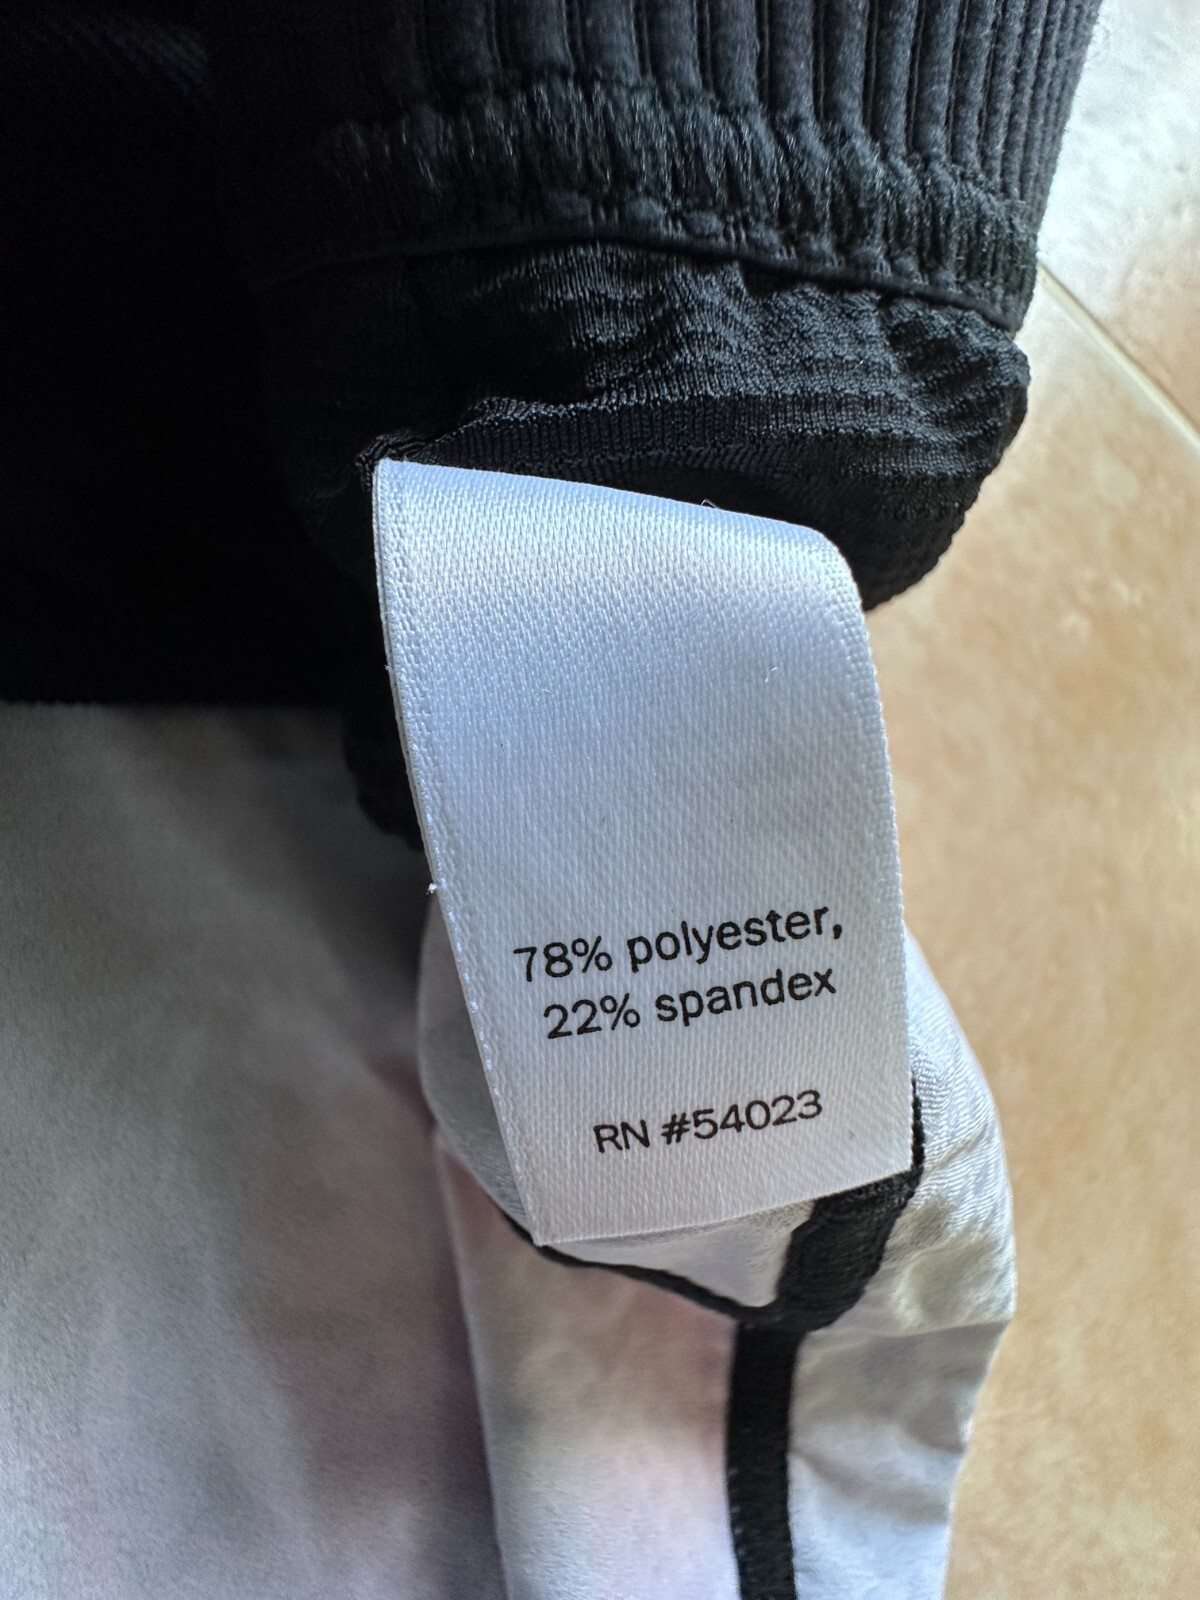 78% polyester,
22% spandex
RN #54023